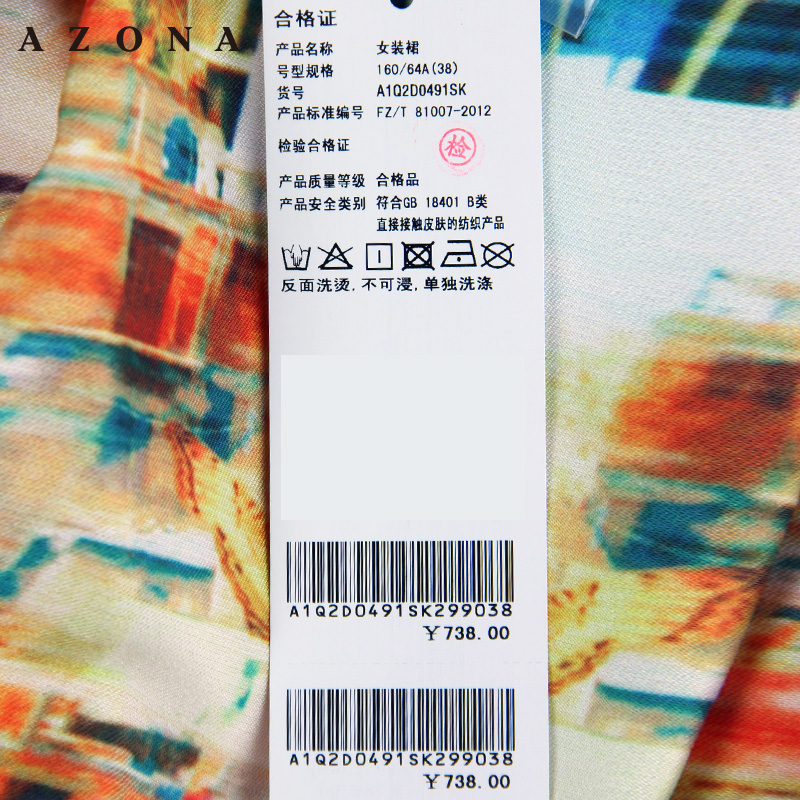 AZONA
合格证
产品名称 女装裙
号型规格 160/64A(38)
货号 A1Q2D0491SK
产品标准编号 FZ/T 81007-2012
检验合格证 检
产品质量等级 合格品
产品安全类别 符合GB 18401 B类
直接接触皮肤的纺织产品
反面洗烫,不可浸,单独洗涤
A1Q2D0491SK299038
￥738.00
A1Q2D0491SK299038
￥738.00